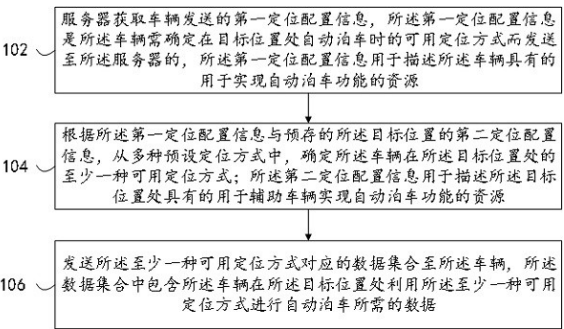 服务器获取车辆发送的第一定位配置信息，所述第一定位配置信息
是所述车辆需确定在目标位置处自动泊车时的可用定位方式而发送
至所述服务器的，所述第一定位配置信息用于描述所述车辆具有的
用于实现自动泊车功能的资源
102
根据所述第一定位配置信息与预存的所述目标位置的第二定位配置
信息，从多种预设定位方式中，确定所述车辆在所述目标位置处的
至少一种可用定位方式；所述第二定位配置信息用于描述所述目标
位置处具有的用于辅助车辆实现自动泊车功能的资源
104
发送所述至少一种可用定位方式对应的数据集合至所述车辆，所述
数据集合中包含所述车辆在所述目标位置处利用所述至少一种可用
定位方式进行自动泊车所需的数据
106